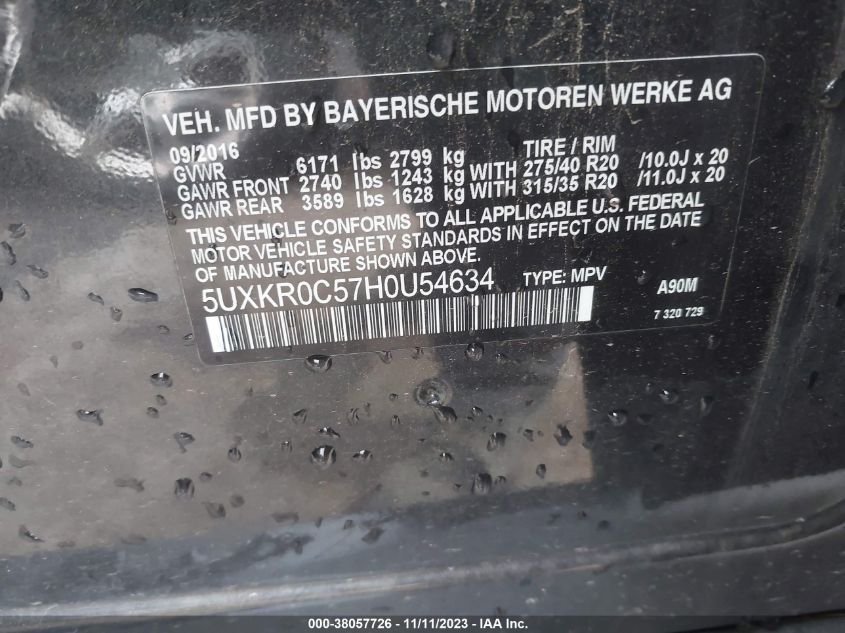 VEH. MFD BY BAYERISCHE MOTOREN WERKE AG
09/2016 TIRE / RIM
GVWR 6171 lbs 2799 kg
GAWR FRONT 2740 lbs 1243 kg WITH 275/40 R20 /10.0J x 20
GAWR REAR 3589 lbs 1628 kg WITH 315/35 R20 /11.0J x 20
THIS VEHICLE CONFORMS TO ALL APPLICABLE U.S. FEDERAL
MOTOR VEHICLE SAFETY STANDARDS IN EFFECT ON THE DATE
OF MANUFACTURE SHOWN ABOVE.
5UXKR0C57H0U54634 TYPE: MPV A90M
7 320 729
000-38057726 - 11/11/2023 - IAAI.com